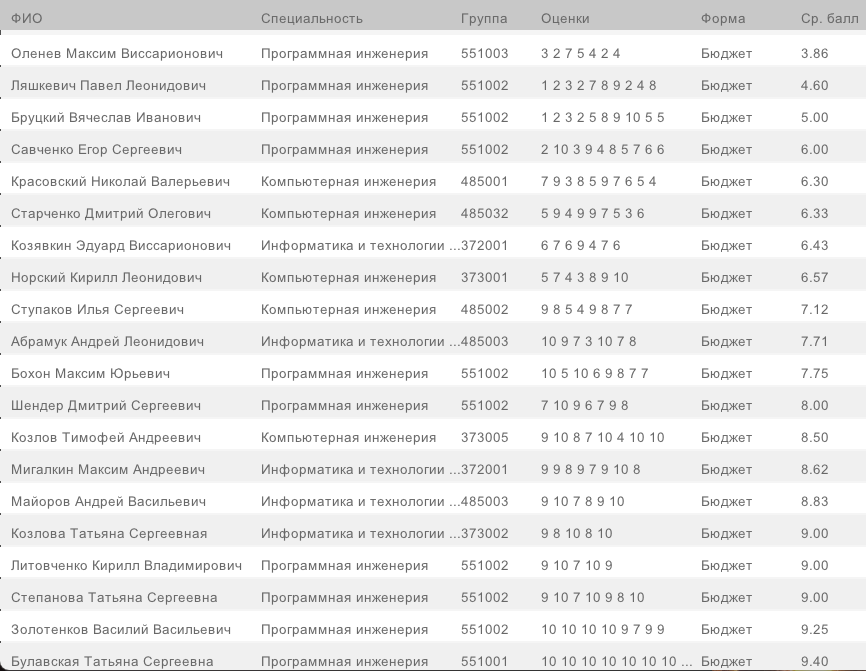 ФИО Специальность Группа Оценки Форма Ср. балл
Оленев Максим Виссарионович Программная инженерия 551003 3 2 7 5 4 2 4 Бюджет 3.86
Ляшкевич Павел Леонидович Программная инженерия 551002 1 2 3 2 7 8 9 2 4 8 Бюджет 4.60
Бруцкий Вячеслав Иванович Программная инженерия 551002 1 2 3 2 5 8 9 10 5 5 Бюджет 5.00
Савченко Егор Сергеевич Программная инженерия 551002 2 10 3 9 4 8 5 7 6 6 Бюджет 6.00
Красовский Николай Валерьевич Компьютерная инженерия 485001 7 9 3 8 5 9 7 6 5 4 Бюджет 6.30
Старченко Дмитрий Олегович Компьютерная инженерия 485032 5 9 4 9 9 7 5 3 6 Бюджет 6.33
Козявкин Эдуард Виссарионович Информатика и технологии ... 372001 6 7 6 9 4 7 6 Бюджет 6.43
Норский Кирилл Леонидович Компьютерная инженерия 373001 5 7 4 3 8 9 10 Бюджет 6.57
Ступаков Илья Сергеевич Компьютерная инженерия 485002 9 8 5 4 9 8 7 7 Бюджет 7.12
Абрамук Андрей Леонидович Информатика и технологии ... 485003 10 9 7 3 10 7 8 Бюджет 7.71
Бохон Максим Юрьевич Программная инженерия 551002 10 5 10 6 9 8 7 7 Бюджет 7.75
Шендер Дмитрий Сергеевич Программная инженерия 551002 7 10 9 6 7 9 8 Бюджет 8.00
Козлов Тимофей Андреевич Компьютерная инженерия 373005 9 10 8 7 10 4 10 10 Бюджет 8.50
Мигалкин Максим Андреевич Информатика и технологии ... 372001 9 9 8 9 7 9 10 8 Бюджет 8.62
Майоров Андрей Васильевич Информатика и технологии ... 485003 9 10 7 8 9 10 Бюджет 8.83
Козлова Татьяна Сергеевная Информатика и технологии ... 373002 9 8 10 8 10 Бюджет 9.00
Литовченко Кирилл Владимирович Программная инженерия 551002 9 10 7 10 9 Бюджет 9.00
Степанова Татьяна Сергеевна Программная инженерия 551002 9 10 7 10 9 8 10 Бюджет 9.00
Золотенков Василий Васильевич Программная инженерия 551002 10 10 10 10 9 7 9 9 Бюджет 9.25
Булавская Татьяна Сергеевна Программная инженерия 551001 10 10 10 10 10 10 10 ... Бюджет 9.40